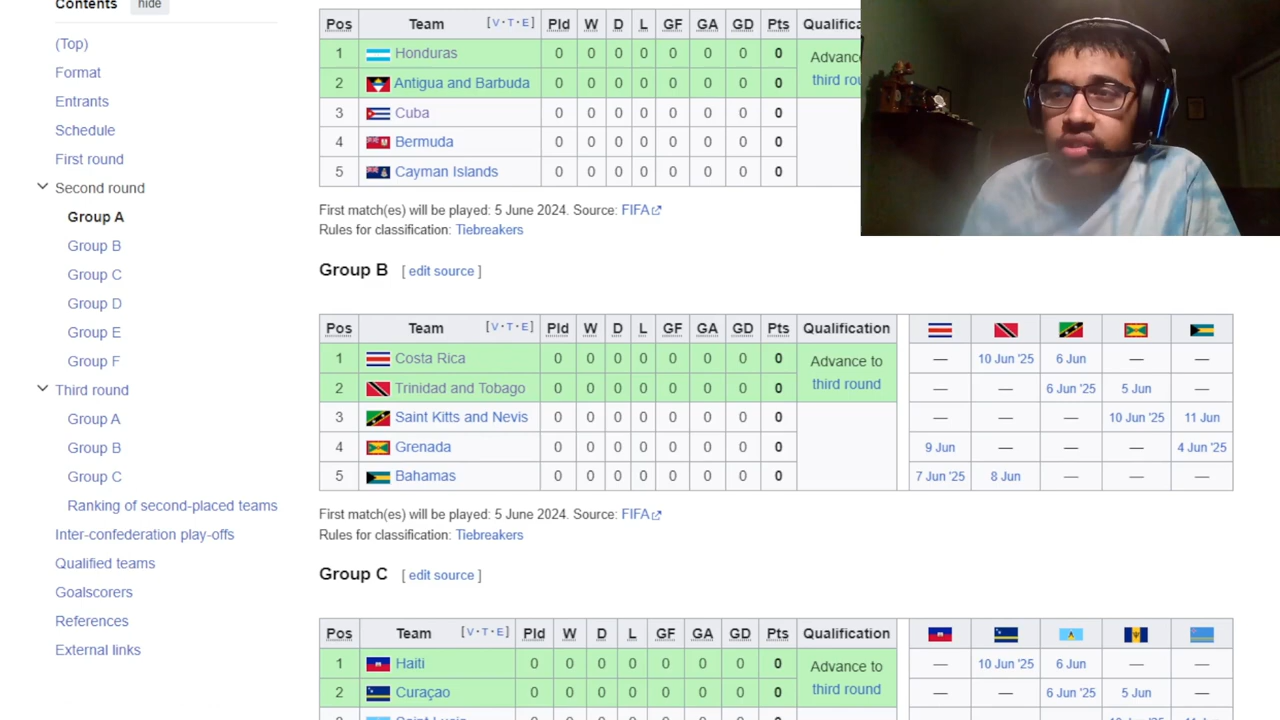 Contents hide
(Top)
Format
Entrants
Schedule
First round
Second round
Group A
Group B
Group C
Group D
Group E
Group F
Third round
Group A
Group B
Group C
Ranking of second-placed teams
Inter-confederation play-offs
Qualified teams
Goalscorers
References
External links
Pos Team [V·T·E] Pld W D L GF GA GD Pts
1 Honduras 0 0 0 0 0 0 0 0 Advance
2 Antigua and Barbuda 0 0 0 0 0 0 0 0 third
3 Cuba 0 0 0 0 0 0 0 0
4 Bermuda 0 0 0 0 0 0 0 0
5 Cayman Islands 0 0 0 0 0 0 0 0
First match(es) will be played: 5 June 2024. Source: FIFA
Rules for classification: Tiebreakers
Group B [ edit source ]
Pos Team [V·T·E] Pld W D L GF GA GD Pts Qualification
1 Costa Rica 0 0 0 0 0 0 0 0 Advance to — 10 Jun '25 6 Jun — —
2 Trinidad and Tobago 0 0 0 0 0 0 0 0 third round — — 6 Jun '25 5 Jun —
3 Saint Kitts and Nevis 0 0 0 0 0 0 0 0 — — — 10 Jun '25 11 Jun
4 Grenada 0 0 0 0 0 0 0 0 9 Jun — — — 4 Jun '25
5 Bahamas 0 0 0 0 0 0 0 0 7 Jun '25 8 Jun — — —
First match(es) will be played: 5 June 2024. Source: FIFA
Rules for classification: Tiebreakers
Group C [ edit source ]
Pos Team [V·T·E] Pld W D L GF GA GD Pts Qualification
1 Haiti 0 0 0 0 0 0 0 0 Advance to — 10 Jun '25 6 Jun — —
2 Curaçao 0 0 0 0 0 0 0 0 third round — — 6 Jun '25 5 Jun —